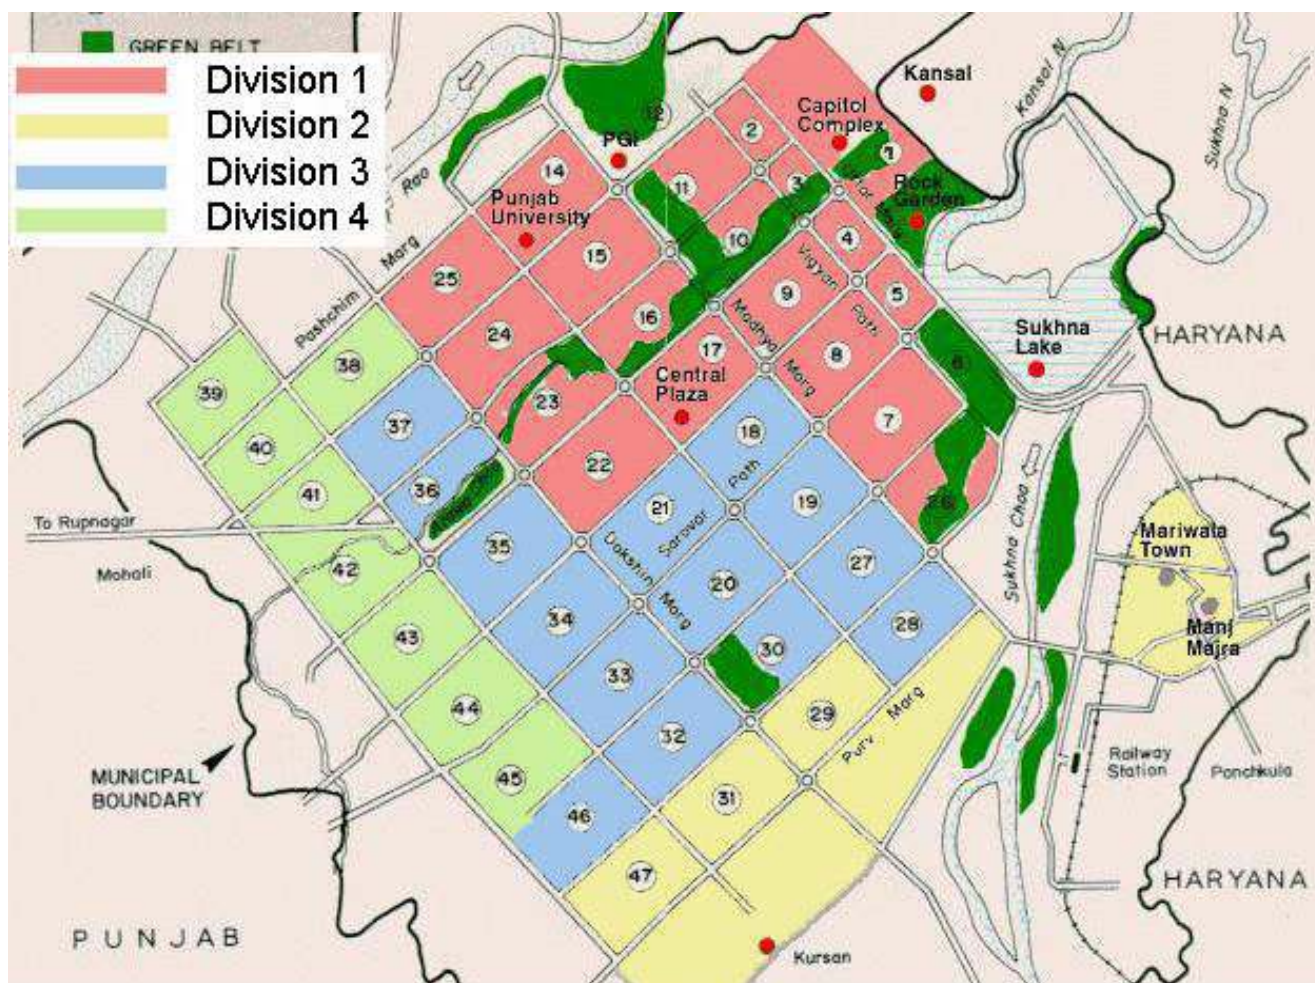 GREEN BELT
Division 1
Division 2
Division 3
Division 4
Kansal
Kansal N
Sukhna N
Capitol
Complex
12
2
PGI
1
14
11
3
Rao
Punjab
University
Rock
Garden
Uttar Marg
4
10
15
Marg
Vigyan
Path
25
9
5
16
Pashchim
Madhya
Marg
HARYANA
Sukhna
Lake
24
17
8
6
38
Central
Plaza
39
23
7
37
18
40
22
Path
36
41
19
26
21
Sarovar
To Rupnagar
35
Dakshin
Marg
Sukhna Choe
Mariwala
Town
Mohali
42
27
20
34
28
Mani
Majra
43
30
33
44
29
Purv Marg
32
MUNICIPAL
BOUNDARY
45
Railway
Station
Panchkula
31
46
47
HARYANA
PUNJAB
Kursan